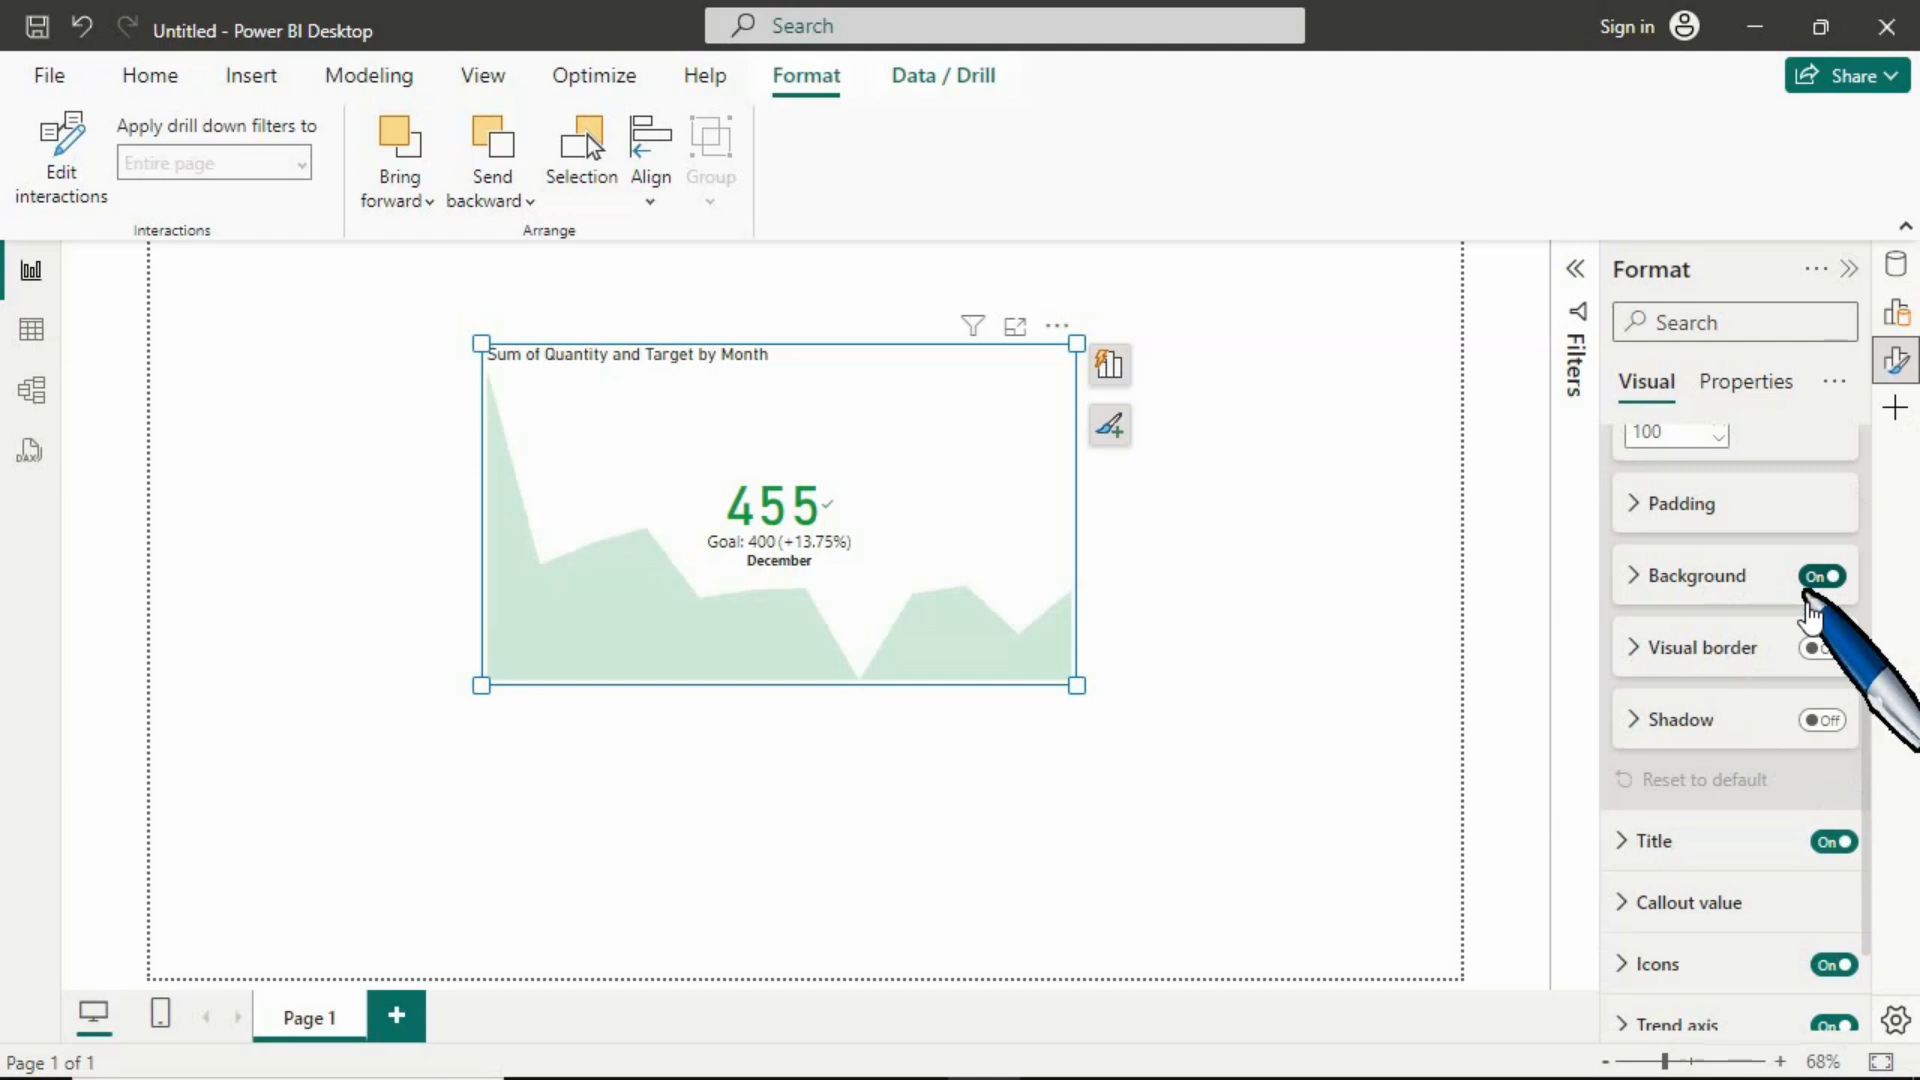 Untitled - Power BI Desktop
Search
Sign in
File
Home
Insert
Modeling
View
Optimize
Help
Format
Data / Drill
Share
Edit
interactions
Apply drill down filters to
Entire page
Interactions
Bring
forward
Send
backward
Selection
Align
Group
Arrange
DAX
Sum of Quantity and Target by Month
455
Goal: 400 (+13.75%)
December
Filters
Format
Search
Visual
Properties
100
Padding
Background
On
Visual border
Shadow
Off
Reset to default
Title
On
Callout value
Icons
On
Trend axis
On
Page 1
Page 1 of 1
68%